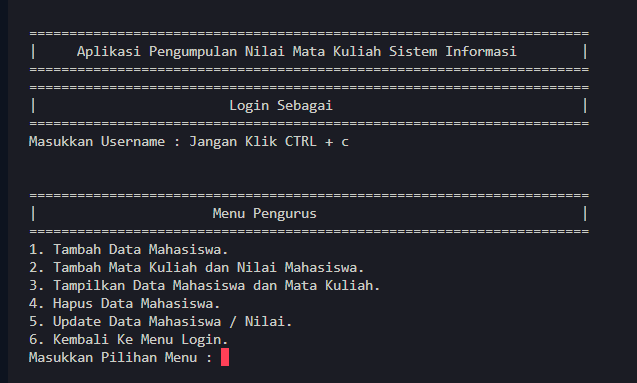 ======================================================================
|     Aplikasi Pengumpulan Nilai Mata Kuliah Sistem Informasi        |
======================================================================
======================================================================
|                        Login Sebagai                               |
======================================================================
Masukkan Username : Jangan Klik CTRL + c
======================================================================
|                      Menu Pengurus                                 |
======================================================================
1. Tambah Data Mahasiswa.
2. Tambah Mata Kuliah dan Nilai Mahasiswa.
3. Tampilkan Data Mahasiswa dan Mata Kuliah.
4. Hapus Data Mahasiswa.
5. Update Data Mahasiswa / Nilai.
6. Kembali Ke Menu Login.
Masukkan Pilihan Menu :